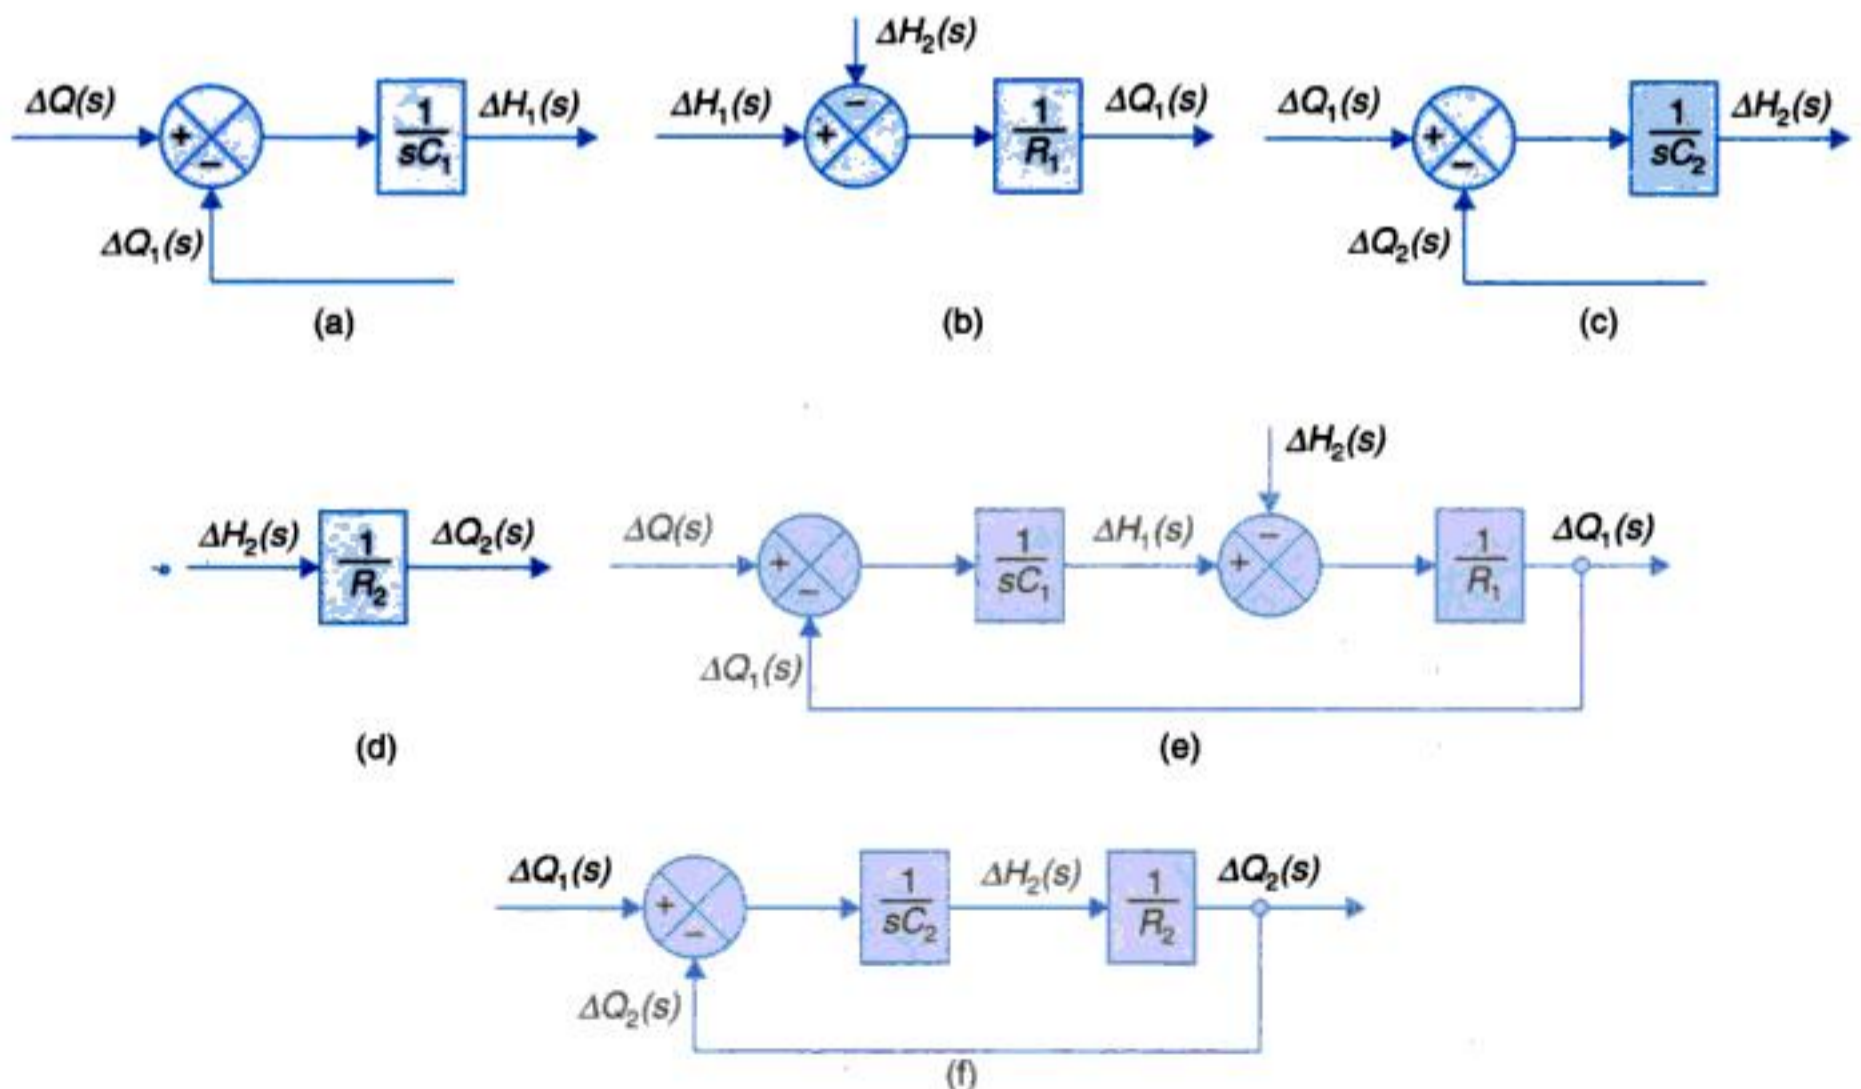 ΔH₂(s)
ΔQ(s) + − 1/sC₁ ΔH₁(s)
ΔQ₁(s)
(a)
ΔH₁(s) + − 1/R₁ ΔQ₁(s)
(b)
ΔQ₁(s) + − 1/sC₂ ΔH₂(s)
ΔQ₂(s)
(c)
ΔH₂(s) 1/R₂ ΔQ₂(s)
(d)
ΔH₂(s)
ΔQ(s) + − 1/sC₁ ΔH₁(s) + − 1/R₁ ΔQ₁(s)
ΔQ₁(s)
(e)
ΔQ₁(s) + − 1/sC₂ ΔH₂(s) 1/R₂ ΔQ₂(s)
ΔQ₂(s)
(f)